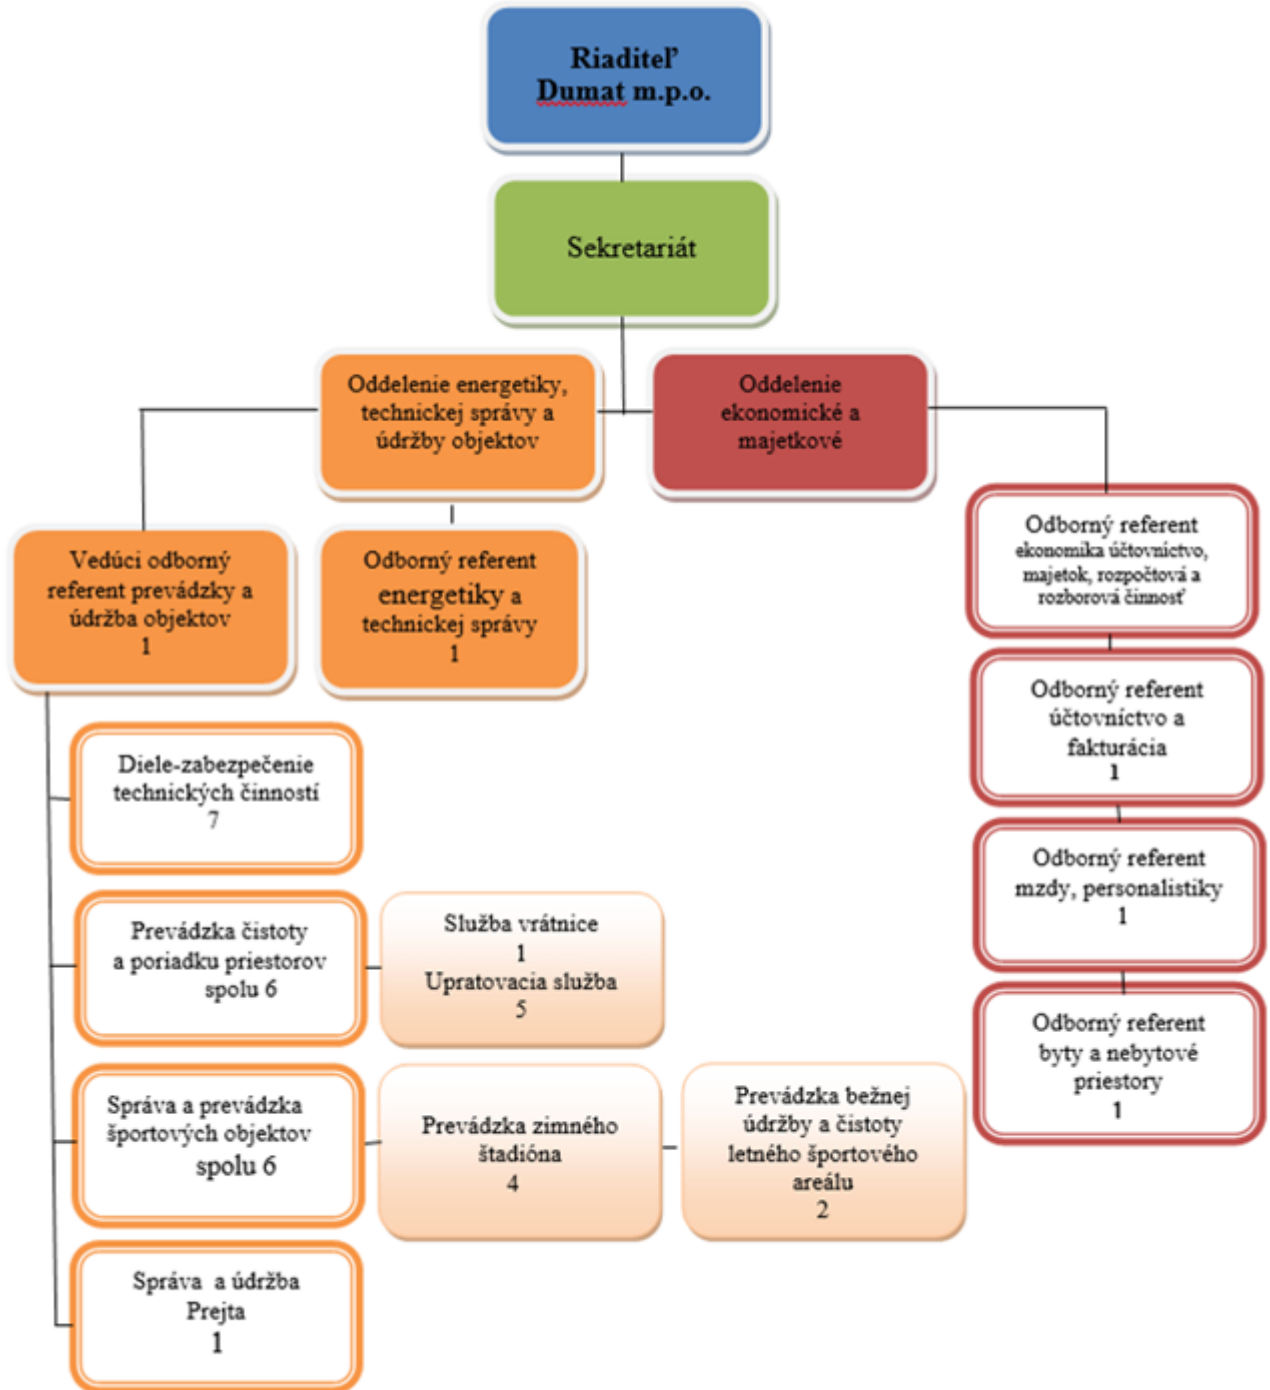 Riaditeľ
Dumat m.p.o.
Sekretariát
Oddelenie energetiky,
technickej správy a
údržby objektov
Oddelenie
ekonomické a
majetkové
Vedúci odborný
referent prevádzky a
údržba objektov
1
Odborný referent
energetiky a
technickej správy
1
Odborný referent
ekonomika účtovníctvo,
majetok, rozpočtová a
rozborová činnosť
Odborný referent
účtovníctvo a
fakturácia
1
Odborný referent
mzdy, personalistiky
1
Odborný referent
byty a nebytové
priestory
1
Diele-zabezpečenie
technických činností
7
Prevádzka čistoty
a poriadku priestorov
spolu 6
Služba vrátnice
1
Upratovacia služba
5
Správa a prevádzka
športových objektov
spolu 6
Prevádzka zimného
štadióna
4
Prevádzka bežnej
údržby a čistoty
letného športového
areálu
2
Správa a údržba
Prejta
1